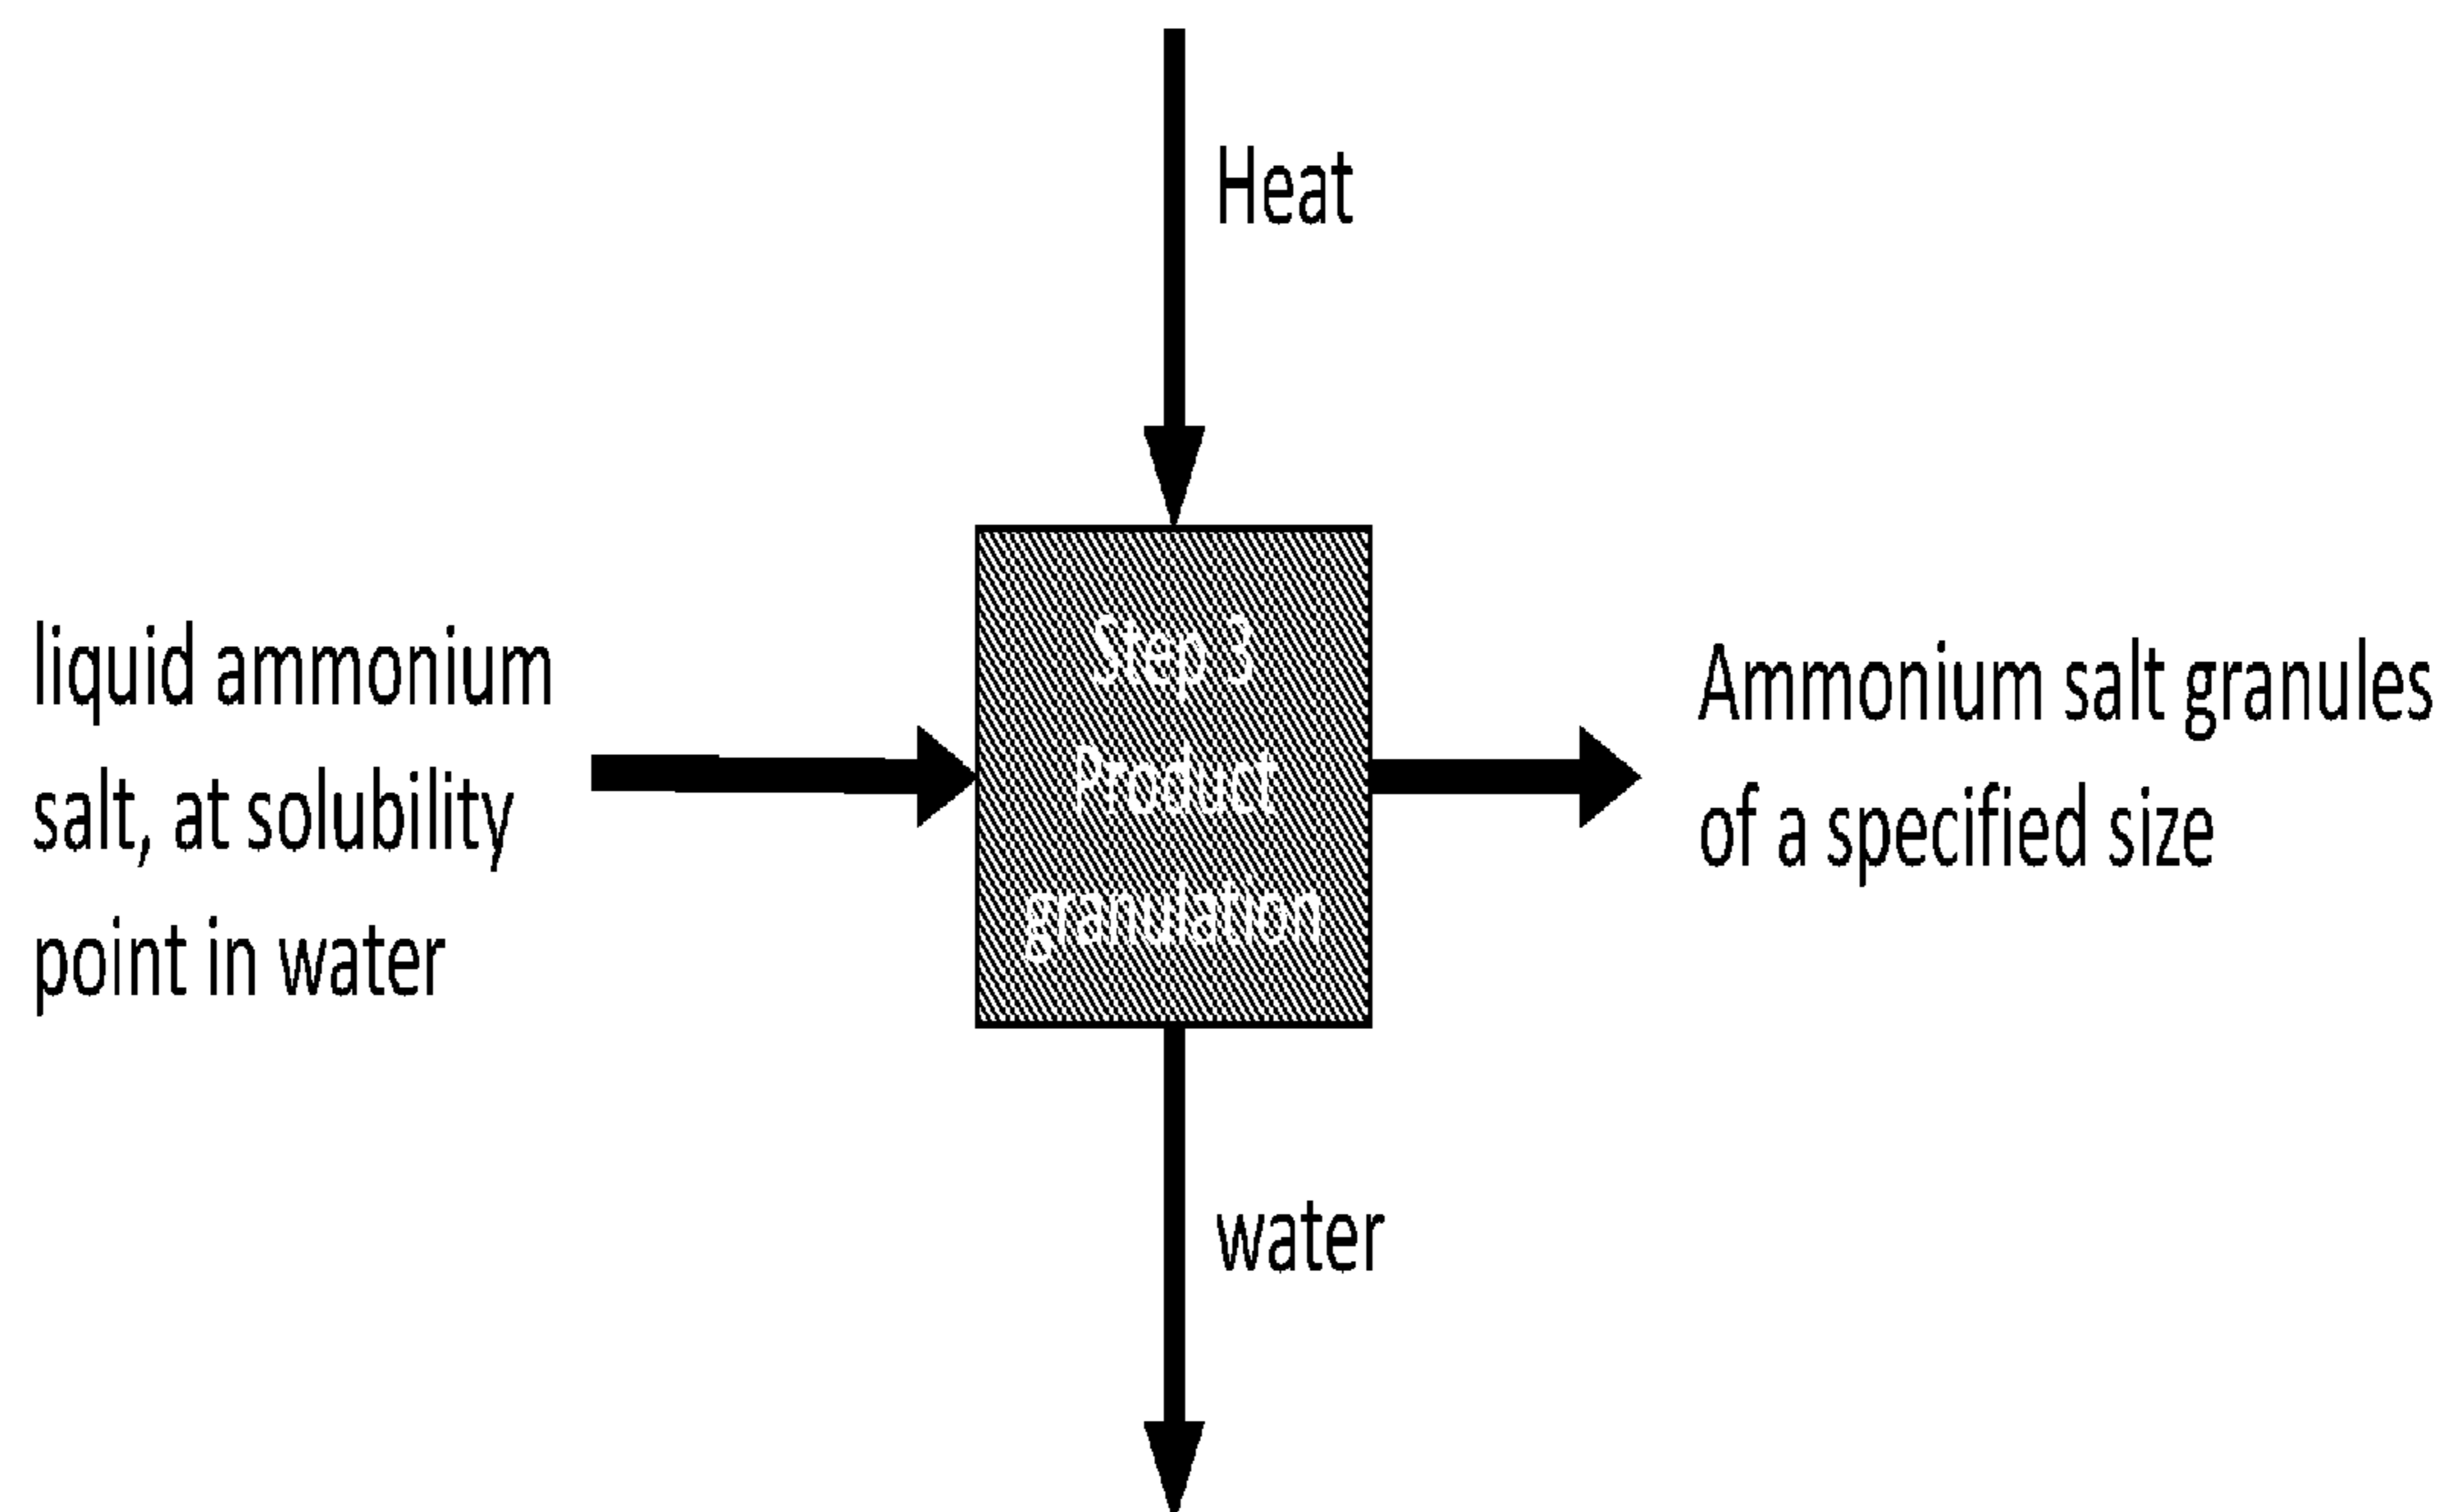 Heat
liquid ammonium
salt, at solubility
point in water
Step 3
Product
granulation
Ammonium salt granules
of a specified size
water